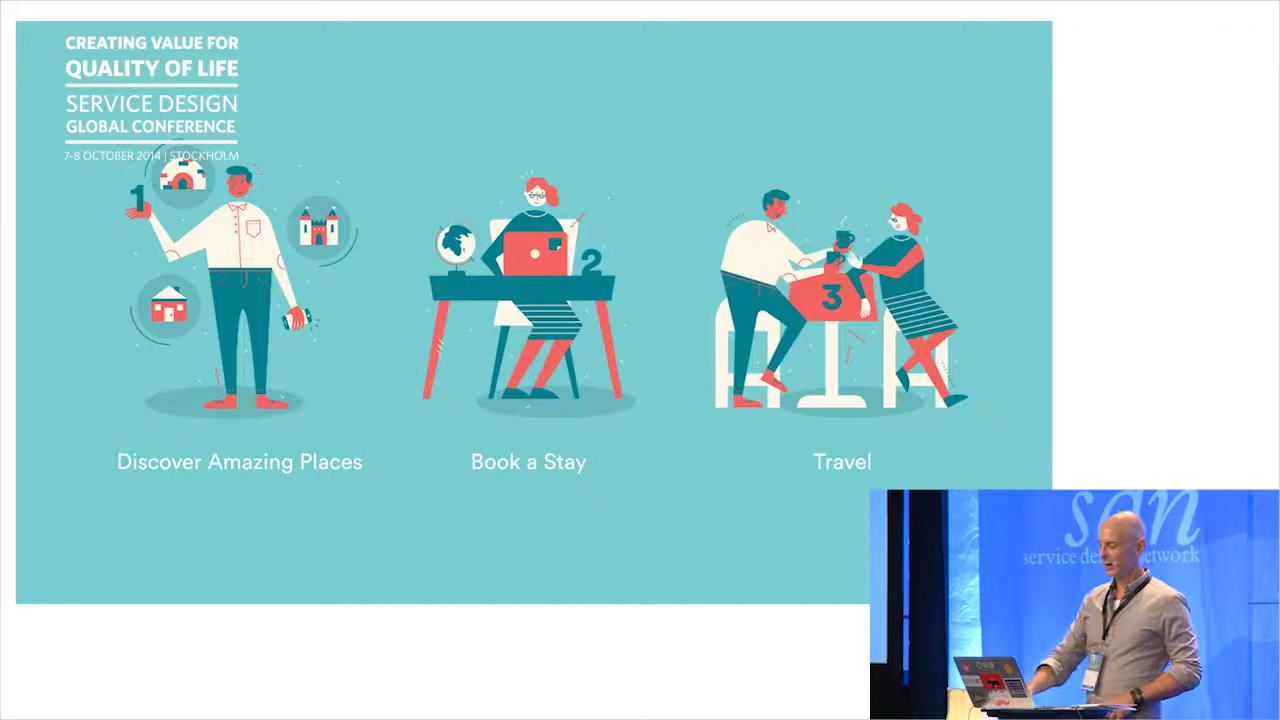 CREATING VALUE FOR
QUALITY OF LIFE
SERVICE DESIGN
GLOBAL CONFERENCE
7-8 OCTOBER 2014 | STOCKHOLM
1
2
3
Discover Amazing Places
Book a Stay
Travel
sdn
service de network